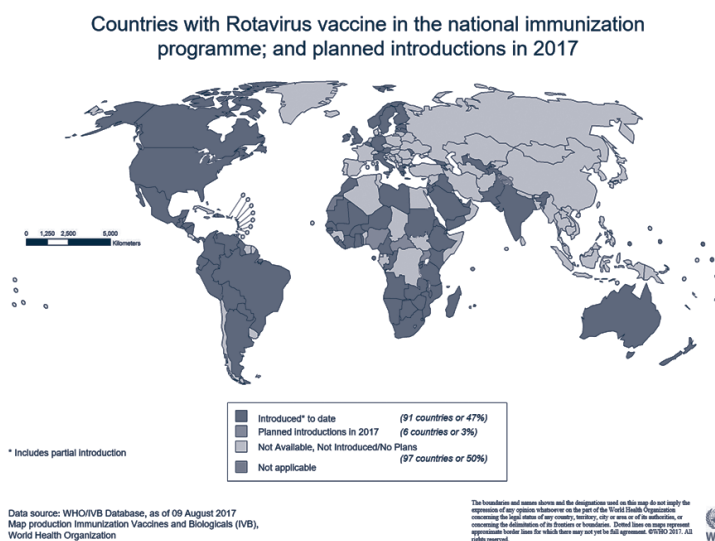 Countries with Rotavirus vaccine in the national immunization
programme; and planned introductions in 2017
0 1,250 2,500 5,000
Kilometers
Introduced* to date (91 countries or 47%)
Planned introductions in 2017 (6 countries or 3%)
Not Available, Not Introduced/No Plans
(97 countries or 50%)
Not applicable
* Includes partial introduction
Data source: WHO/IVB Database, as of 09 August 2017
Map production Immunization Vaccines and Biologicals (IVB),
World Health Organization
The boundaries and names shown and the designations used on this map do not imply the
expression of any opinion whatsoever on the part of the World Health Organization
concerning the legal status of any country, territory, city or area or of its authorities, or
concerning the delimitation of its frontiers or boundaries. Dotted lines on maps represent
approximate border lines for which there may not yet be full agreement. ©WHO 2017. All
rights reserved